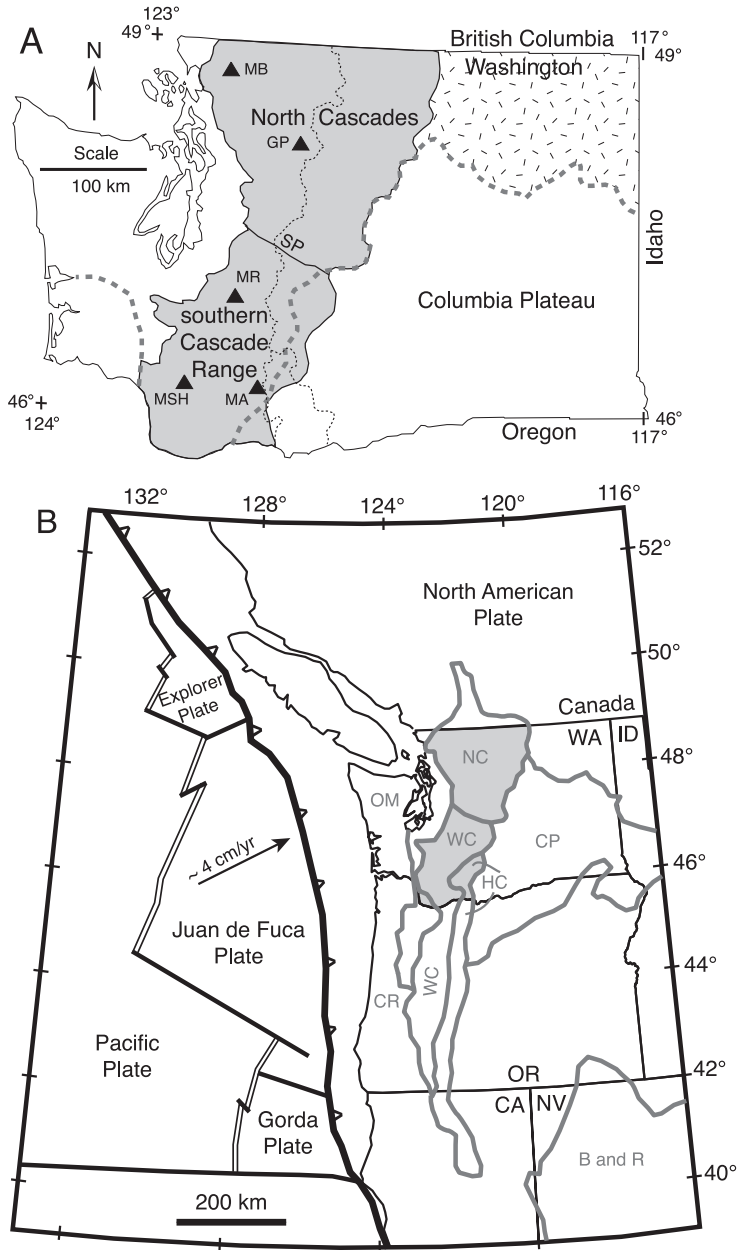 A
123°
49°
N
117°
49°
British Columbia
Washington
MB
North Cascades
GP
Scale
100 km
SP
Idaho
MR
Columbia Plateau
southern
Cascade
Range
MSH
MA
46°
124°
Oregon
46°
117°
B
132°
128°
124°
120°
116°
52°
North American
Plate
50°
Explorer
Plate
Canada
WA
ID
NC
48°
OM
WC
CP
~ 4 cm/yr
HC
46°
Juan de Fuca
Plate
WC
44°
CR
Pacific
Plate
OR
42°
CA
NV
Gorda
Plate
B and R
40°
200 km